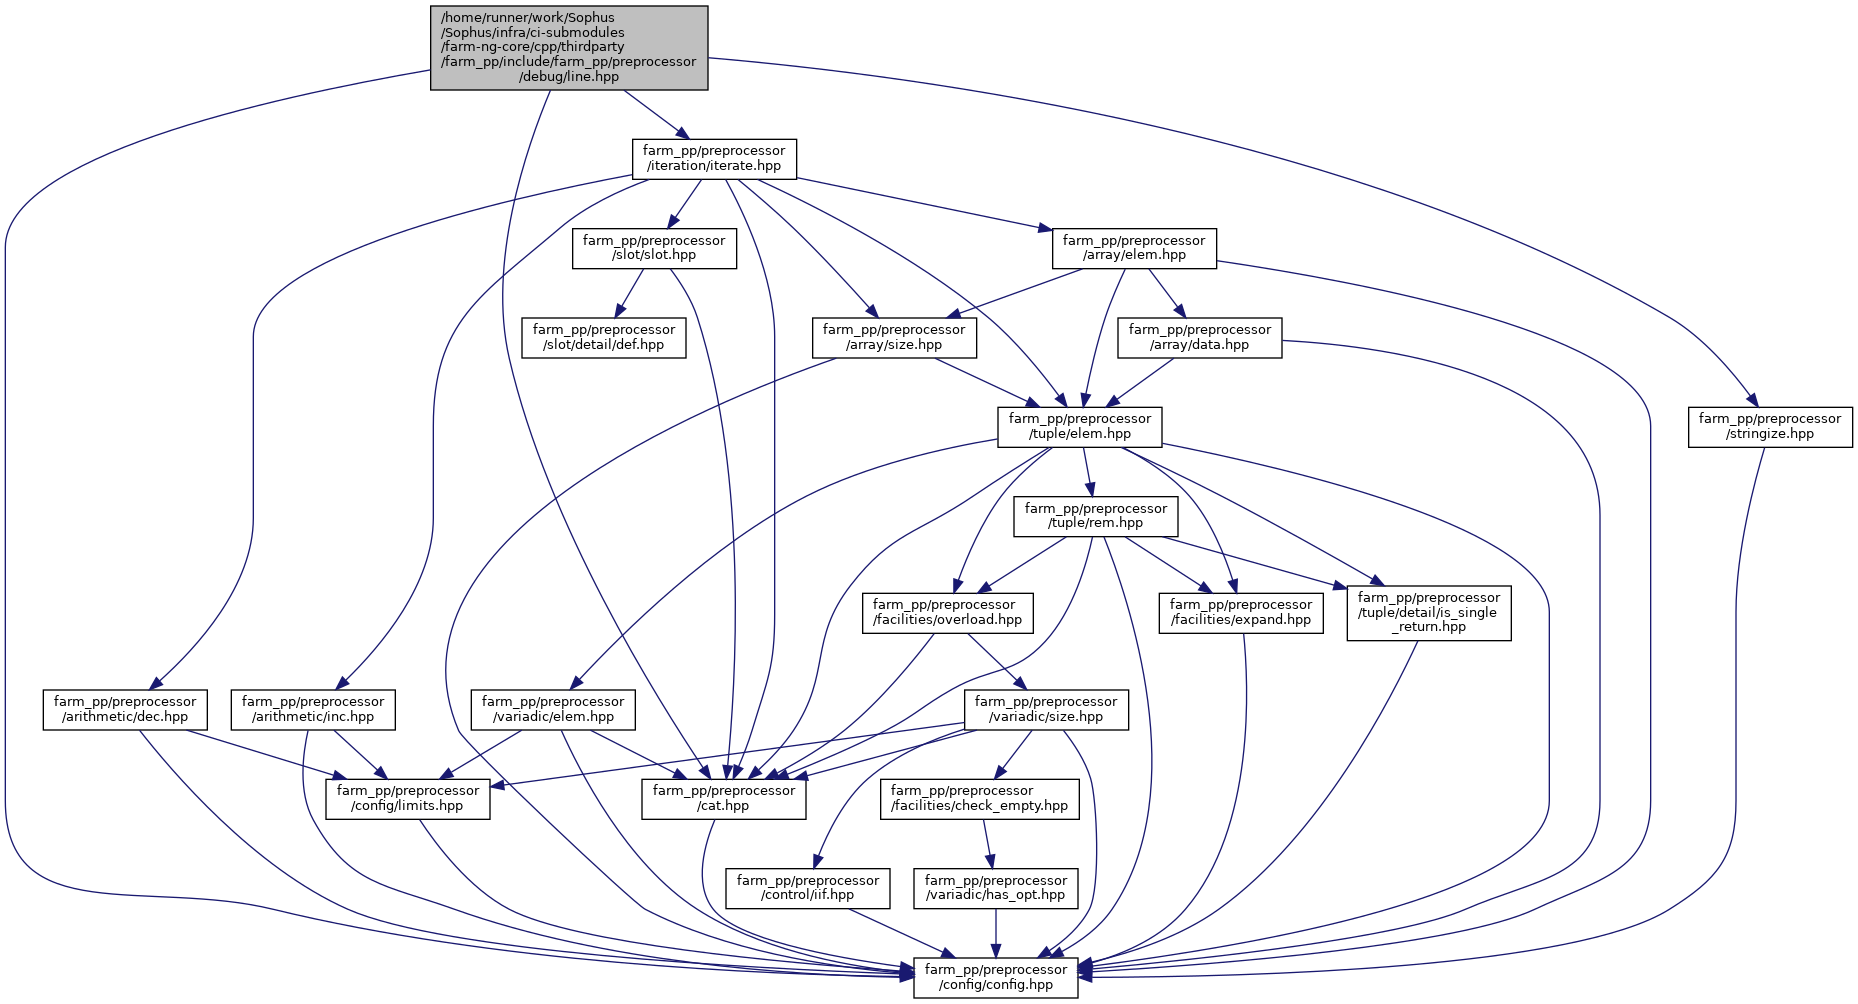 /home/runner/work/Sophus
/Sophus/infra/ci-submodules
/farm-ng-core/cpp/thirdparty
/farm_pp/include/farm_pp/preprocessor
/debug/line.hpp
farm_pp/preprocessor
/iteration/iterate.hpp
farm_pp/preprocessor
/slot/slot.hpp
farm_pp/preprocessor
/array/elem.hpp
farm_pp/preprocessor
/slot/detail/def.hpp
farm_pp/preprocessor
/array/size.hpp
farm_pp/preprocessor
/array/data.hpp
farm_pp/preprocessor
/tuple/elem.hpp
farm_pp/preprocessor
/stringize.hpp
farm_pp/preprocessor
/tuple/rem.hpp
farm_pp/preprocessor
/facilities/overload.hpp
farm_pp/preprocessor
/facilities/expand.hpp
farm_pp/preprocessor
/tuple/detail/is_single
_return.hpp
farm_pp/preprocessor
/arithmetic/dec.hpp
farm_pp/preprocessor
/arithmetic/inc.hpp
farm_pp/preprocessor
/variadic/elem.hpp
farm_pp/preprocessor
/variadic/size.hpp
farm_pp/preprocessor
/config/limits.hpp
farm_pp/preprocessor
/cat.hpp
farm_pp/preprocessor
/facilities/check_empty.hpp
farm_pp/preprocessor
/control/iif.hpp
farm_pp/preprocessor
/variadic/has_opt.hpp
farm_pp/preprocessor
/config/config.hpp